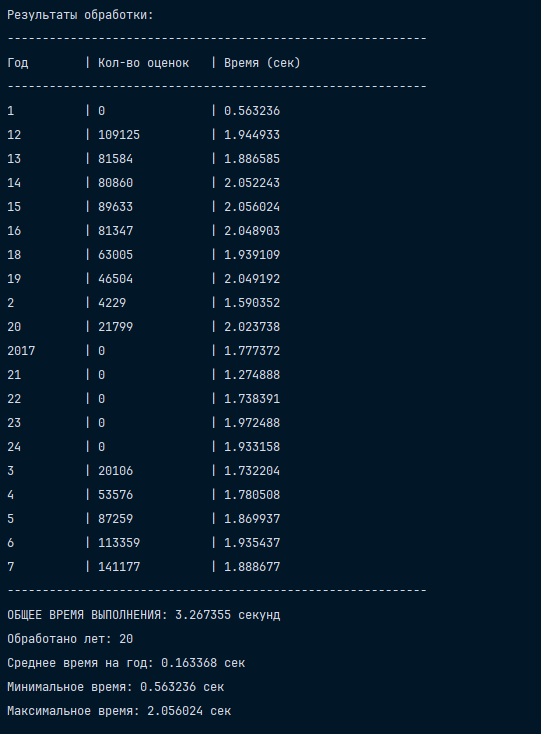 Результаты обработки:
------------------------------------------------------------
Год        | Кол-во оценок   | Время (сек)
------------------------------------------------------------
1          | 0               | 0.563236
12         | 109125          | 1.944933
13         | 81584           | 1.886585
14         | 80860           | 2.052243
15         | 89633           | 2.056024
16         | 81347           | 2.048903
18         | 63005           | 1.939109
19         | 46504           | 2.049192
2          | 4229            | 1.590352
20         | 21799           | 2.023738
2017       | 0               | 1.777372
21         | 0               | 1.274888
22         | 0               | 1.738391
23         | 0               | 1.972488
24         | 0               | 1.933158
3          | 20106           | 1.732204
4          | 53576           | 1.780508
5          | 87259           | 1.869937
6          | 113359          | 1.935437
7          | 141177          | 1.888677
------------------------------------------------------------
ОБЩЕЕ ВРЕМЯ ВЫПОЛНЕНИЯ: 3.267355 секунд
Обработано лет: 20
Среднее время на год: 0.163368 сек
Минимальное время: 0.563236 сек
Максимальное время: 2.056024 сек